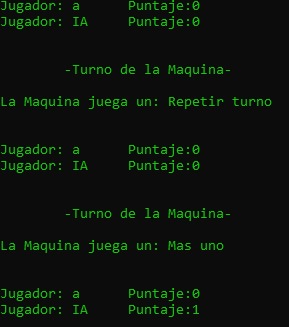 Jugador: a Puntaje:0
Jugador: IA Puntaje:0
-Turno de la Maquina-
La Maquina juega un: Repetir turno
Jugador: a Puntaje:0
Jugador: IA Puntaje:0
-Turno de la Maquina-
La Maquina juega un: Mas uno
Jugador: a Puntaje:0
Jugador: IA Puntaje:1